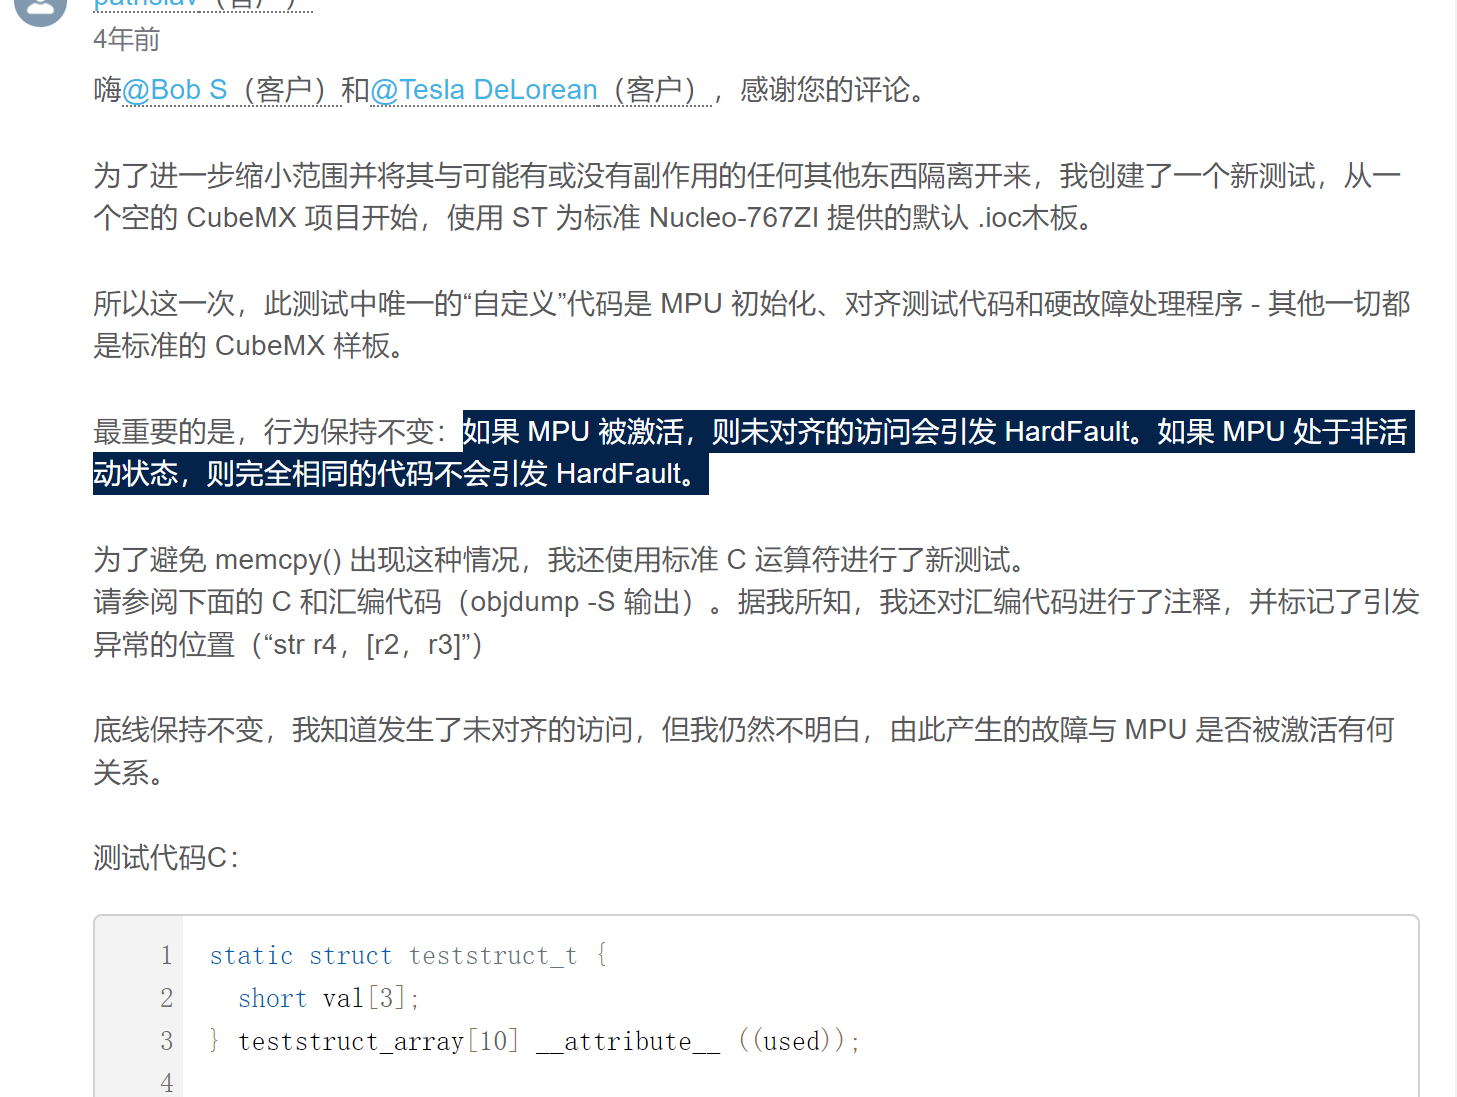 pathslav（客户）
4年前
嗨@Bob S（客户）和@Tesla DeLorean（客户），感谢您的评论。
为了进一步缩小范围并将其与可能有或没有副作用的任何其他东西隔离开来，我创建了一个新测试，从一
个空的 CubeMX 项目开始，使用 ST 为标准 Nucleo-767ZI 提供的默认 .ioc木板。
所以这一次，此测试中唯一的“自定义”代码是 MPU 初始化、对齐测试代码和硬故障处理程序 - 其他一切都
是标准的 CubeMX 样板。
最重要的是，行为保持不变：如果 MPU 被激活，则未对齐的访问会引发 HardFault。如果 MPU 处于非活
动状态，则完全相同的代码不会引发 HardFault。
为了避免 memcpy() 出现这种情况，我还使用标准 C 运算符进行了新测试。
请参阅下面的 C 和汇编代码（objdump -S 输出）。据我所知，我还对汇编代码进行了注释，并标记了引发
异常的位置（“str r4，[r2，r3]”）
底线保持不变，我知道发生了未对齐的访问，但我仍然不明白，由此产生的故障与 MPU 是否被激活有何
关系。
测试代码C：
1 static struct teststruct_t {
2 short val[3];
3 } teststruct_array[10] __attribute__ ((used));
4